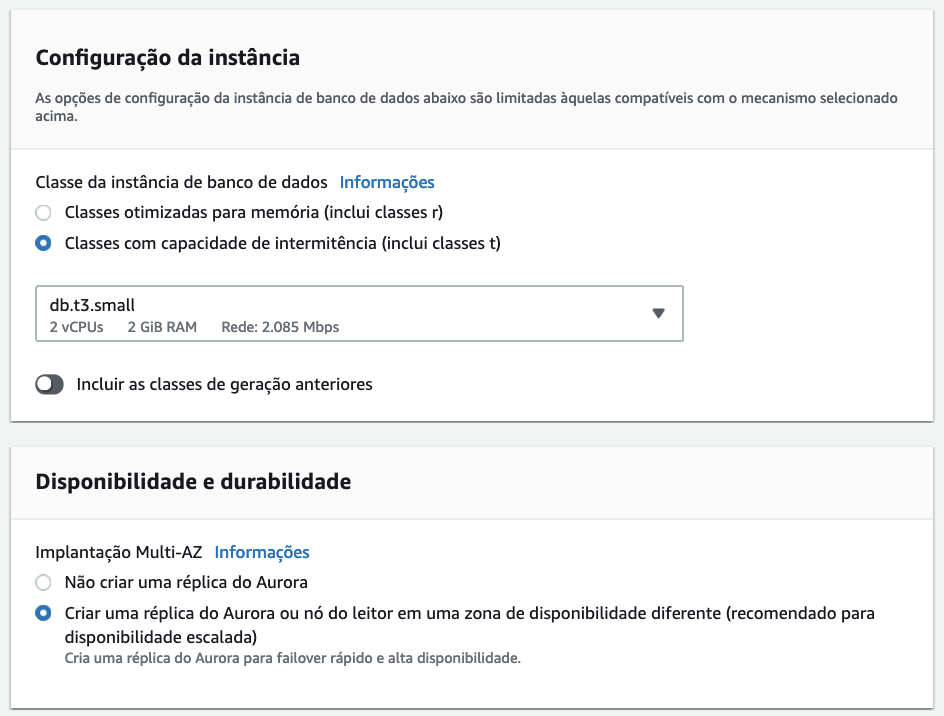 Configuração da instância
As opções de configuração da instância de banco de dados abaixo são limitadas àquelas compatíveis com o mecanismo selecionado
acima.
Classe da instância de banco de dados Informações
Classes otimizadas para memória (inclui classes r)
Classes com capacidade de intermitência (inclui classes t)
db.t3.small
2 vCPUs 2 GiB RAM Rede: 2.085 Mbps
Incluir as classes de geração anteriores
Disponibilidade e durabilidade
Implantação Multi-AZ Informações
Não criar uma réplica do Aurora
Criar uma réplica do Aurora ou nó do leitor em uma zona de disponibilidade diferente (recomendado para
disponibilidade escalada)
Cria uma réplica do Aurora para failover rápido e alta disponibilidade.